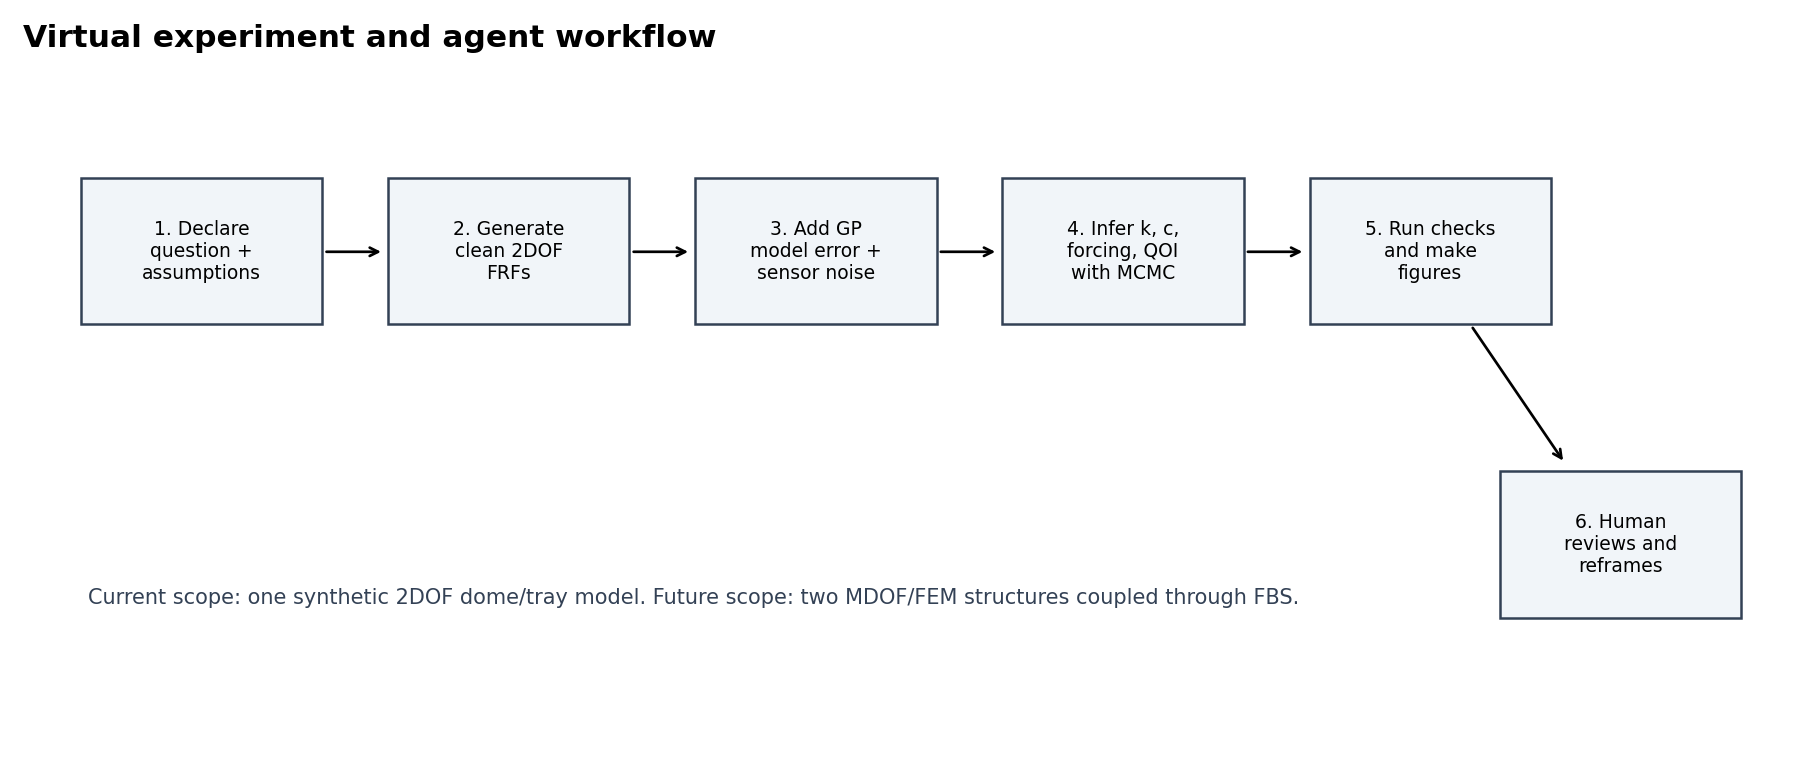 Virtual experiment and agent workflow
1. Declare
question +
assumptions
2. Generate
clean 2DOF
FRFs
3. Add GP
model error +
sensor noise
4. Infer k, c,
forcing, QOI
with MCMC
5. Run checks
and make
figures
6. Human
reviews and
reframes
Current scope: one synthetic 2DOF dome/tray model. Future scope: two MDOF/FEM structures coupled through FBS.